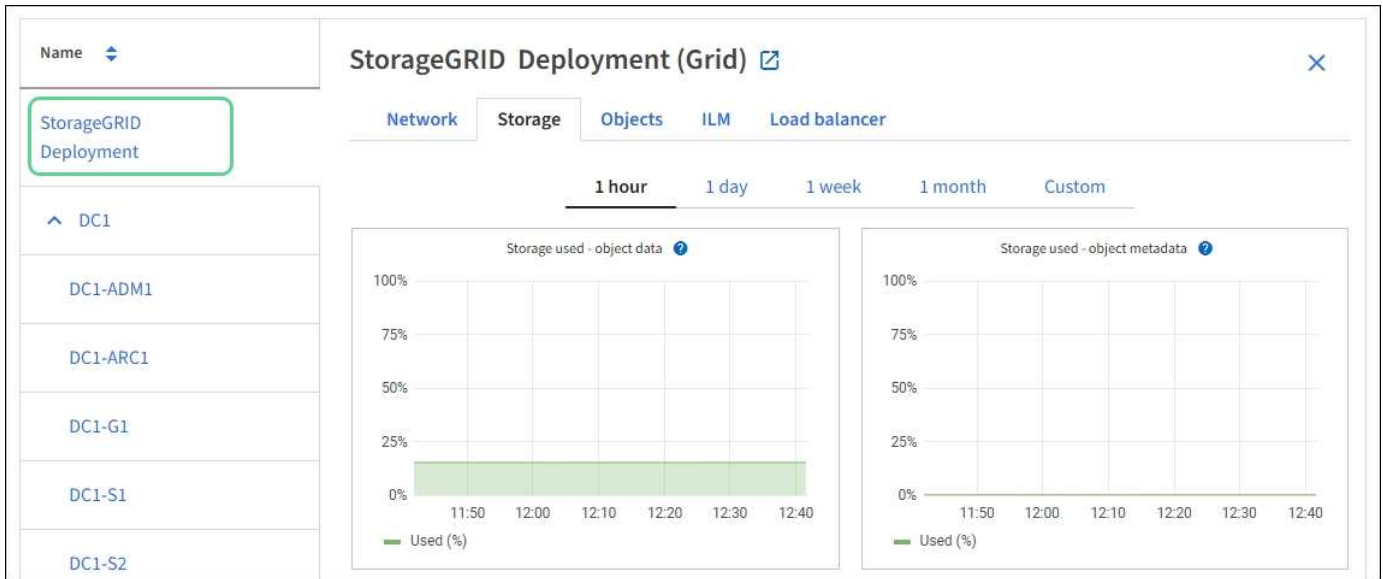 Name
StorageGRID
Deployment
DC1
DC1-ADM1
DC1-ARC1
DC1-G1
DC1-S1
DC1-S2
StorageGRID Deployment (Grid)
Network Storage Objects ILM Load balancer
1 hour 1 day 1 week 1 month Custom
Storage used - object data
100%
75%
50%
25%
0%
11:50 12:00 12:10 12:20 12:30 12:40
Used (%)
Storage used - object metadata
100%
75%
50%
25%
0%
11:50 12:00 12:10 12:20 12:30 12:40
Used (%)